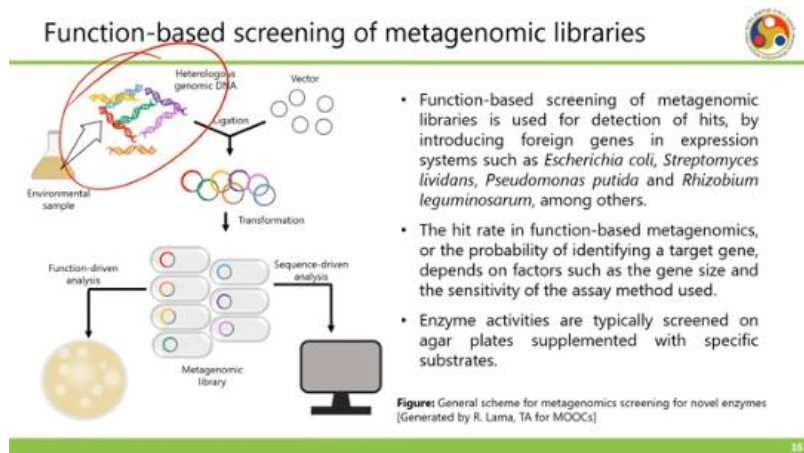 Function-based screening of metagenomic libraries
Heterologous
genomic DNA
Vector
Ligation
Environmental
sample
Transformation
Function-driven
analysis
Sequence-driven
analysis
Metagenomic
library
• Function-based screening of metagenomic
libraries is used for detection of hits, by
introducing foreign genes in expression
systems such as Escherichia coli, Streptomyces
lividans, Pseudomonas putida and Rhizobium
leguminosarum, among others.
• The hit rate in function-based metagenomics,
or the probability of identifying a target gene,
depends on factors such as the gene size and
the sensitivity of the assay method used.
• Enzyme activities are typically screened on
agar plates supplemented with specific
substrates.
Figure: General scheme for metagenomics screening for novel enzymes
[Generated by R. Lama, TA for MOOCs]
16